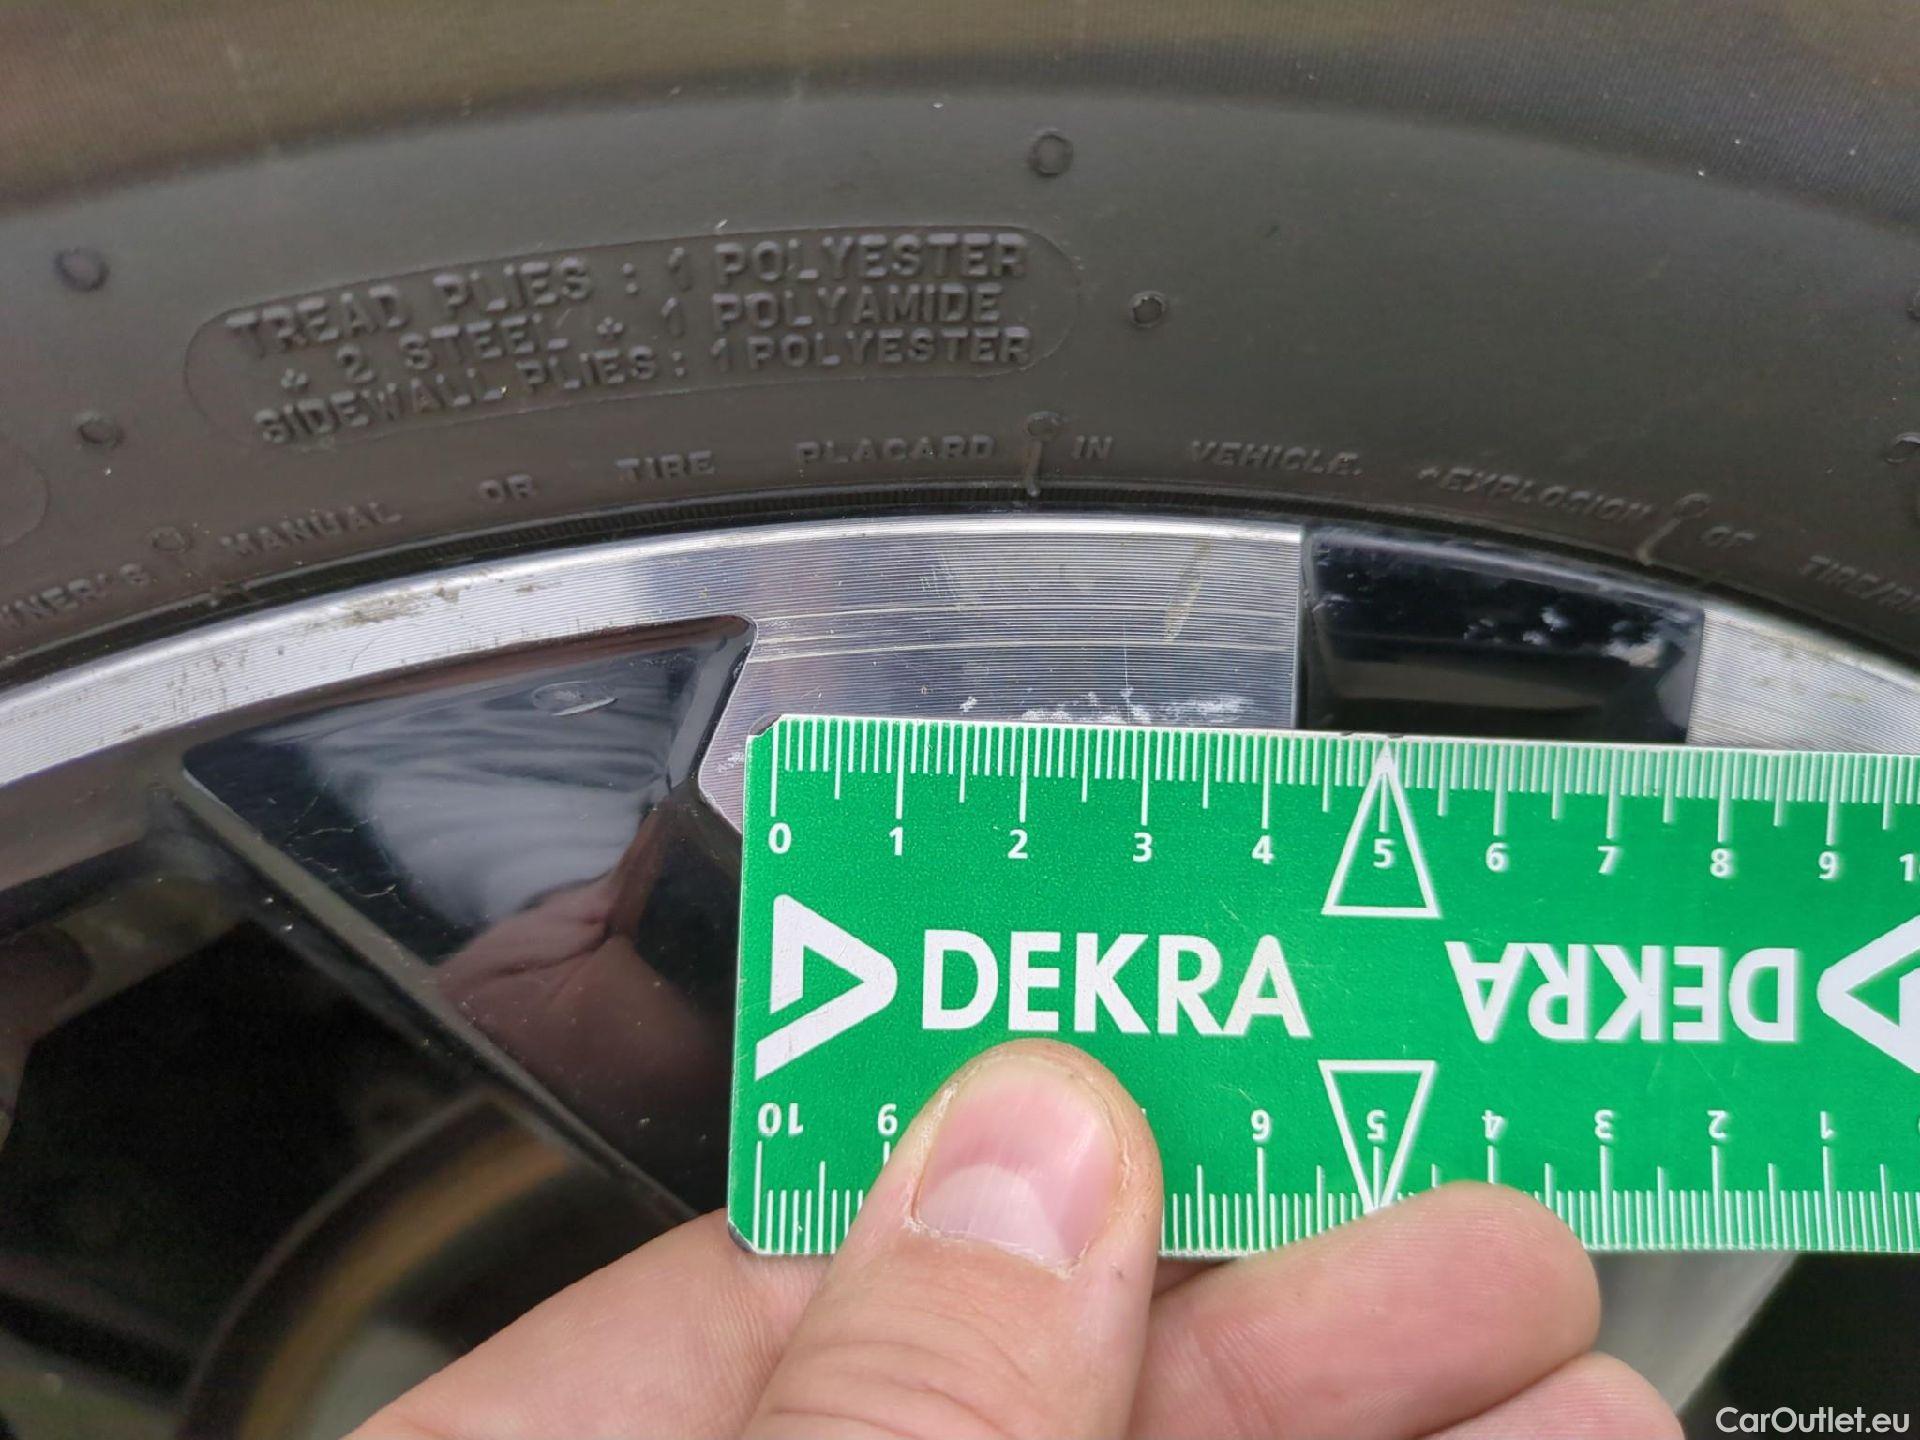 TREAD PLIES : 1 POLYESTER
+ 2 STEEL + 1 POLYAMIDE
SIDEWALL PLIES : 1 POLYESTER
MANUAL OR TIRE PLACARD IN VEHICLE. •EXPLOSION OF
0 1 2 3 4 5 6 7 8 9
DEKRA DEKRA
10 9 6 5 4 3 2 1
CarOutlet.eu